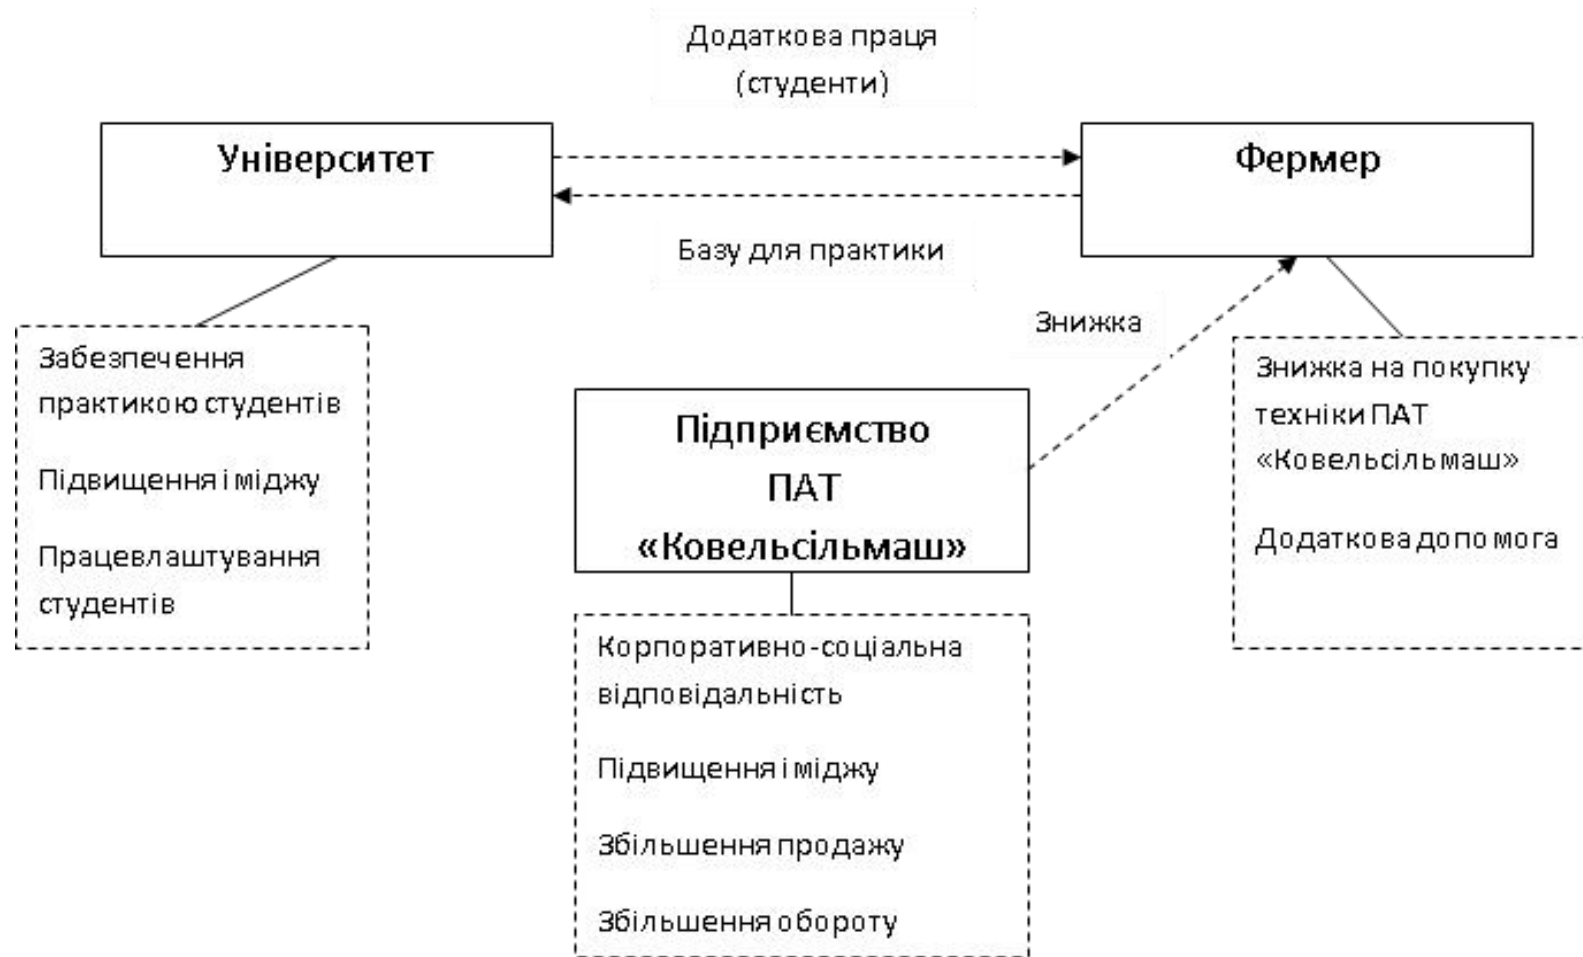 Додаткова праця
(студенти)
Університет
Фермер
Базу для практики
Знижка
Забезпечення
практикою студентів
Підвищення іміджу
Працевлаштування
студентів
Підприємство
ПАТ
«Ковельсільмаш»
Знижка на покупку
техніки ПАТ
«Ковельсільмаш»
Додаткова допомога
Корпоративно-соціальна
відповідальність
Підвищення іміджу
Збільшення продажу
Збільшення обороту